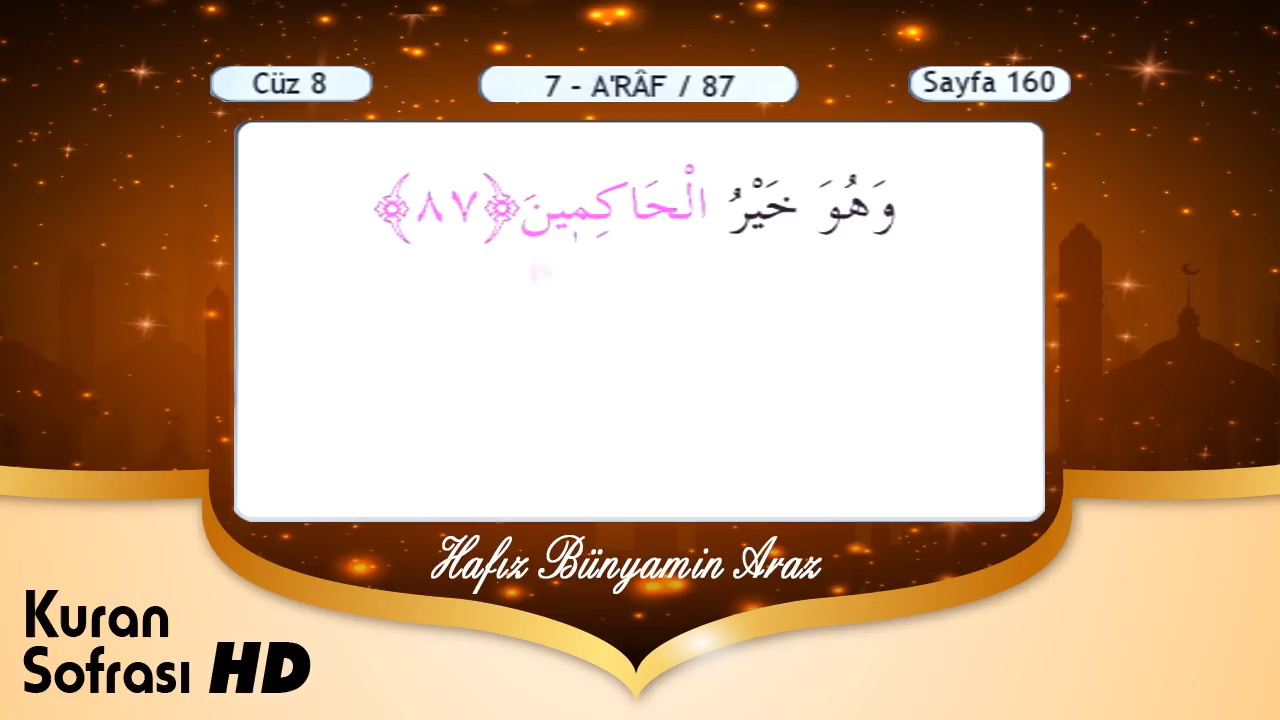 Cüz 8
7 - A'RÂF / 87
Sayfa 160
وَهُوَ خَيْرُ الْحَاكِمٖينَ ﴿٨٧﴾
Hafız Bünyamin Araz
Kuran
Sofrası HD